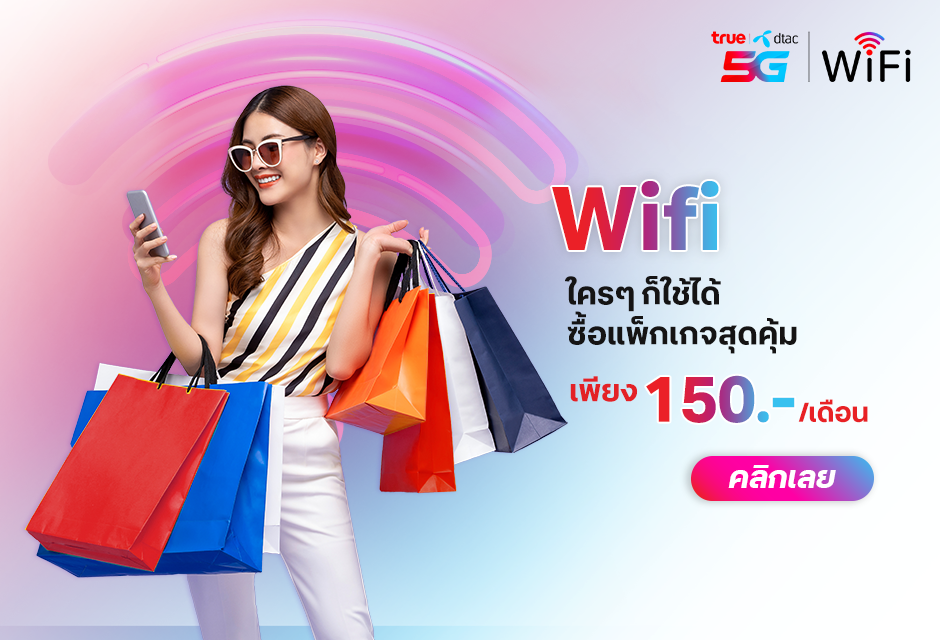 true dtac
5G
WiFi
Wifi
ใครๆ ก็ใช้ได้
ซื้อแพ็กเกจสุดคุ้ม
เพียง 150.- /เดือน
คลิกเลย